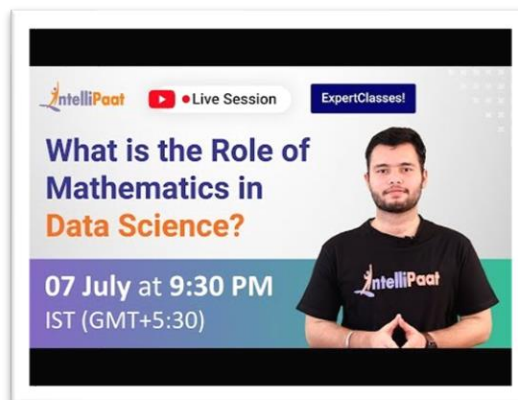 IntelliPaat
Live Session
ExpertClasses!
What is the Role of
Mathematics in
Data Science?
07 July at 9:30 PM
IST (GMT+5:30)
IntelliPaat